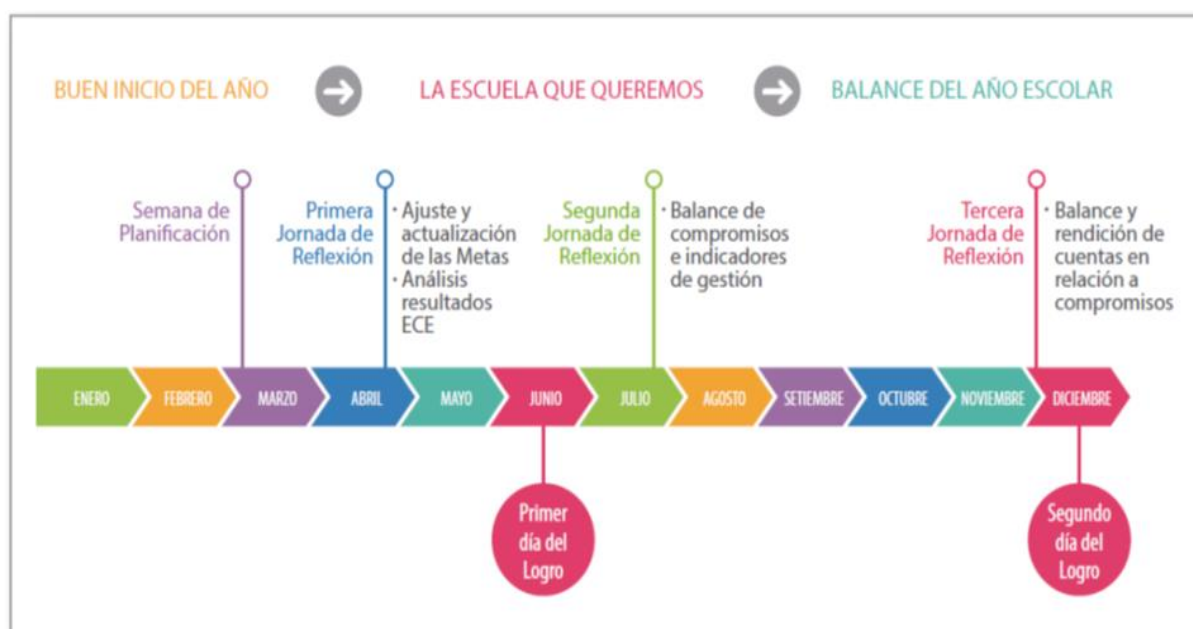 BUEN INICIO DEL AÑO
LA ESCUELA QUE QUEREMOS
BALANCE DEL AÑO ESCOLAR
Semana de
Planificación
Primera
Jornada de
Reflexión
· Ajuste y
actualización
de las Metas
· Análisis
resultados
ECE
Segunda
Jornada de
Reflexión
· Balance de
compromisos
e indicadores
de gestión
Tercera
Jornada de
Reflexión
· Balance y
rendición de
cuentas en
relación a
compromisos
ENERO
FEBRERO
MARZO
ABRIL
MAYO
JUNIO
JULIO
AGOSTO
SETIEMBRE
OCTUBRE
NOVIEMBRE
DICIEMBRE
Primer
día del
Logro
Segundo
día del
Logro